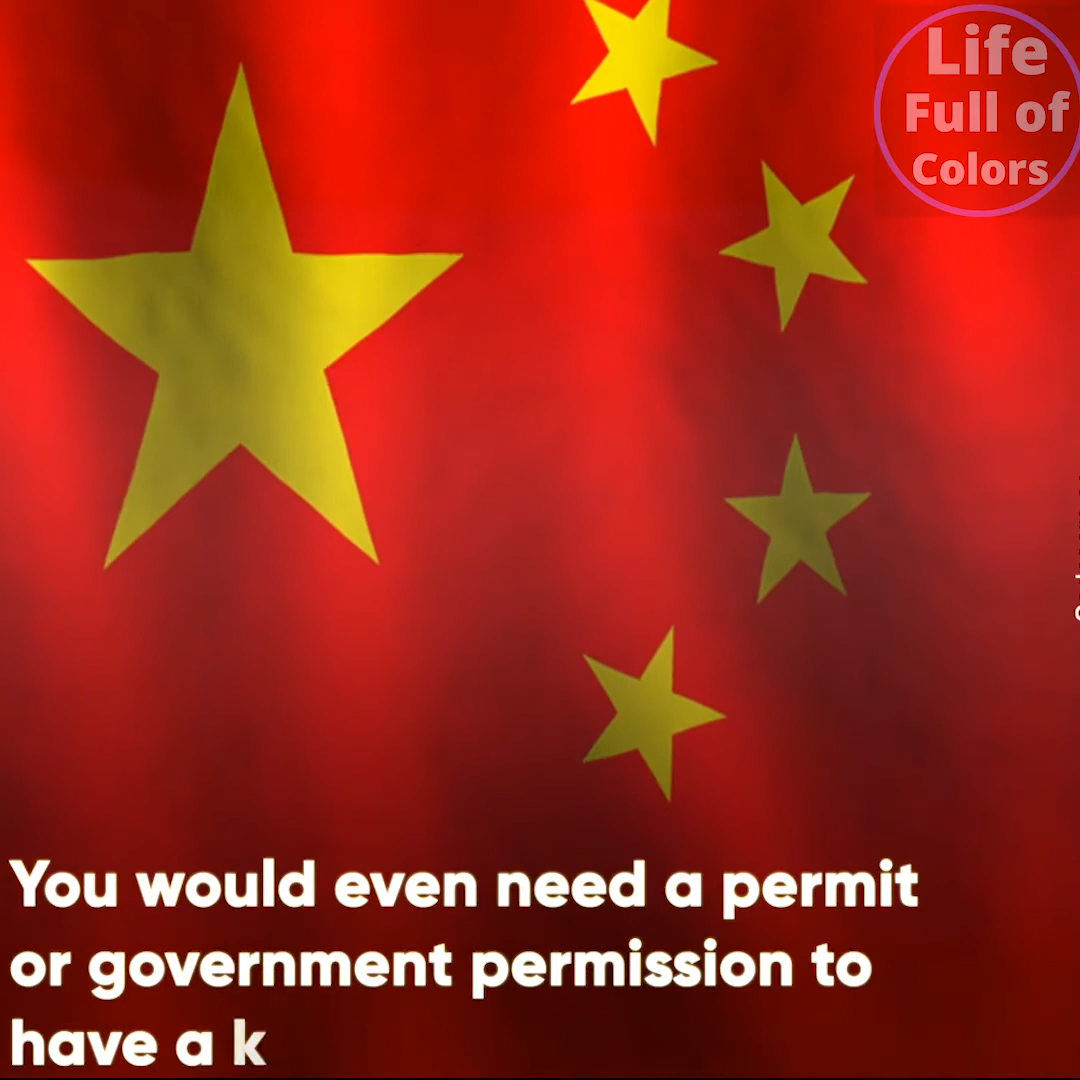 Life
Full of
Colors
You would even need a permit
or government permission to
have a k